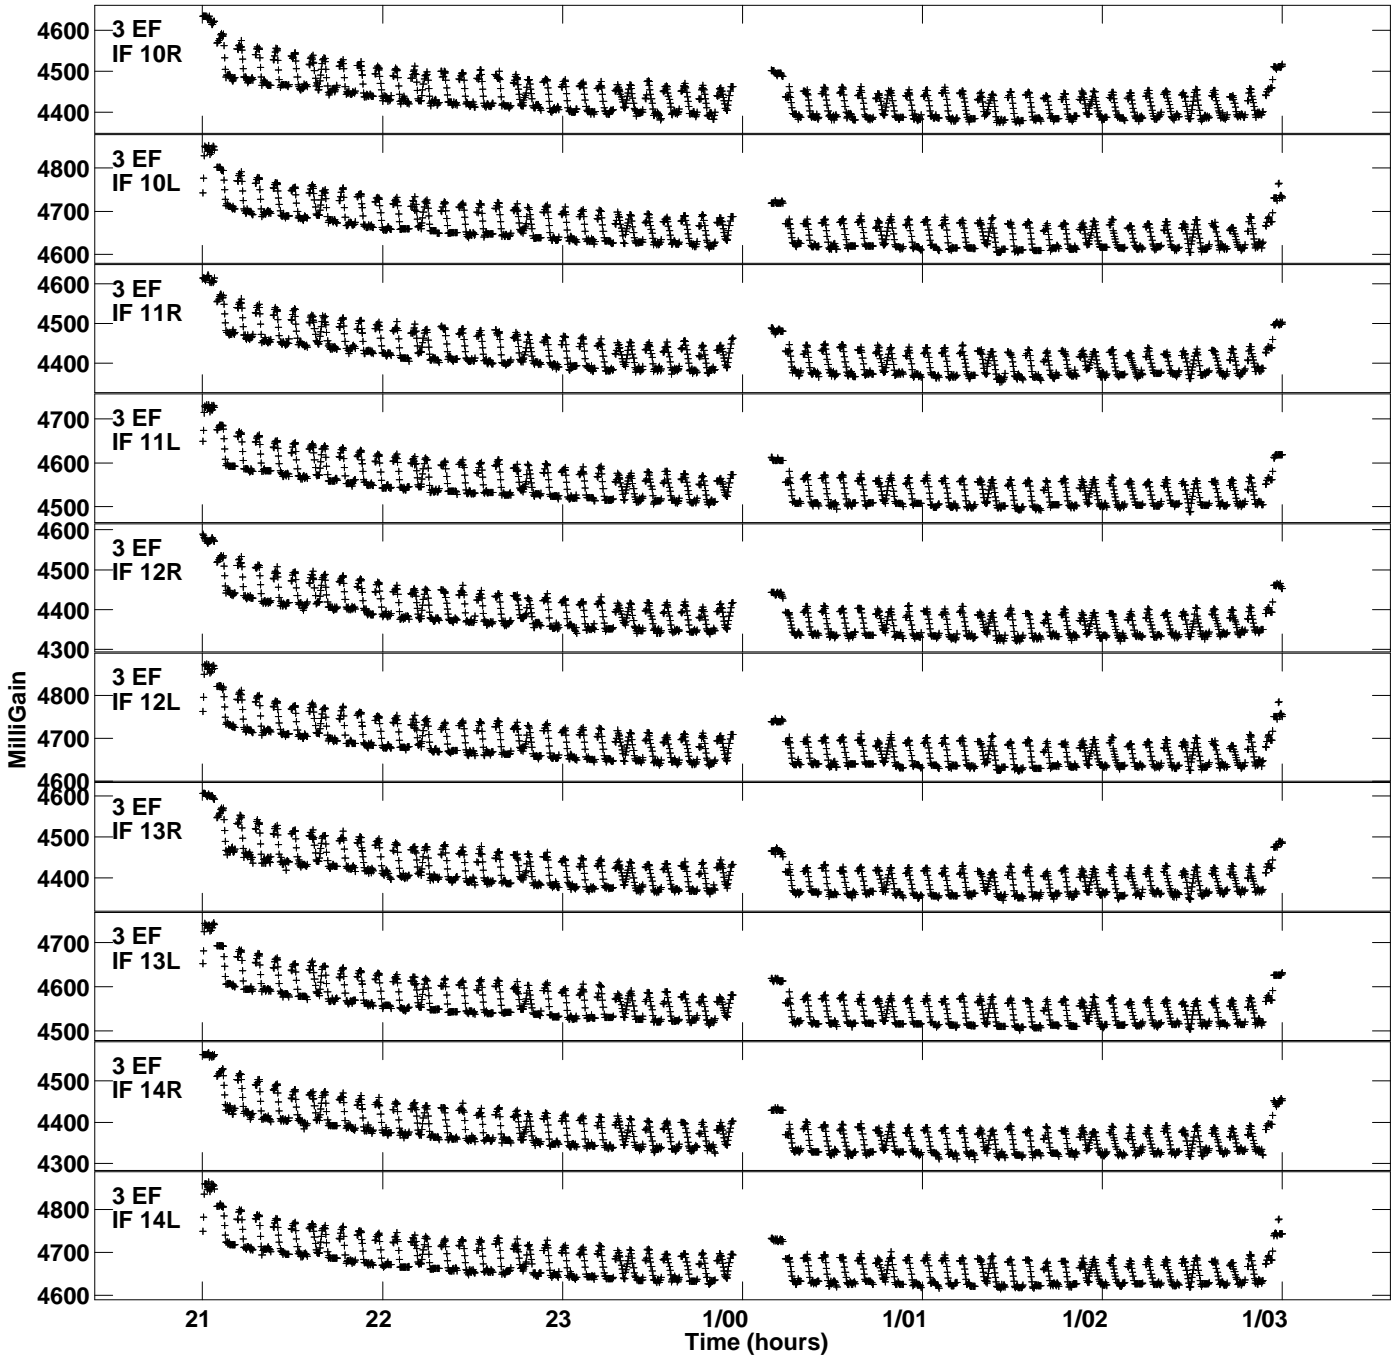 3 EF
IF 10R
4600
4500
4400
3 EF
IF 10L
4800
4700
4600
3 EF
IF 11R
4600
4500
4400
3 EF
IF 11L
4700
4600
4500
3 EF
IF 12R
4600
4500
4400
4300
3 EF
IF 12L
4800
4700
4600
3 EF
IF 13R
4600
4500
4400
3 EF
IF 13L
4700
4600
4500
3 EF
IF 14R
4500
4400
4300
3 EF
IF 14L
4800
4700
4600
MilliGain
21 22 23 1/00 1/01 1/02 1/03
Time (hours)